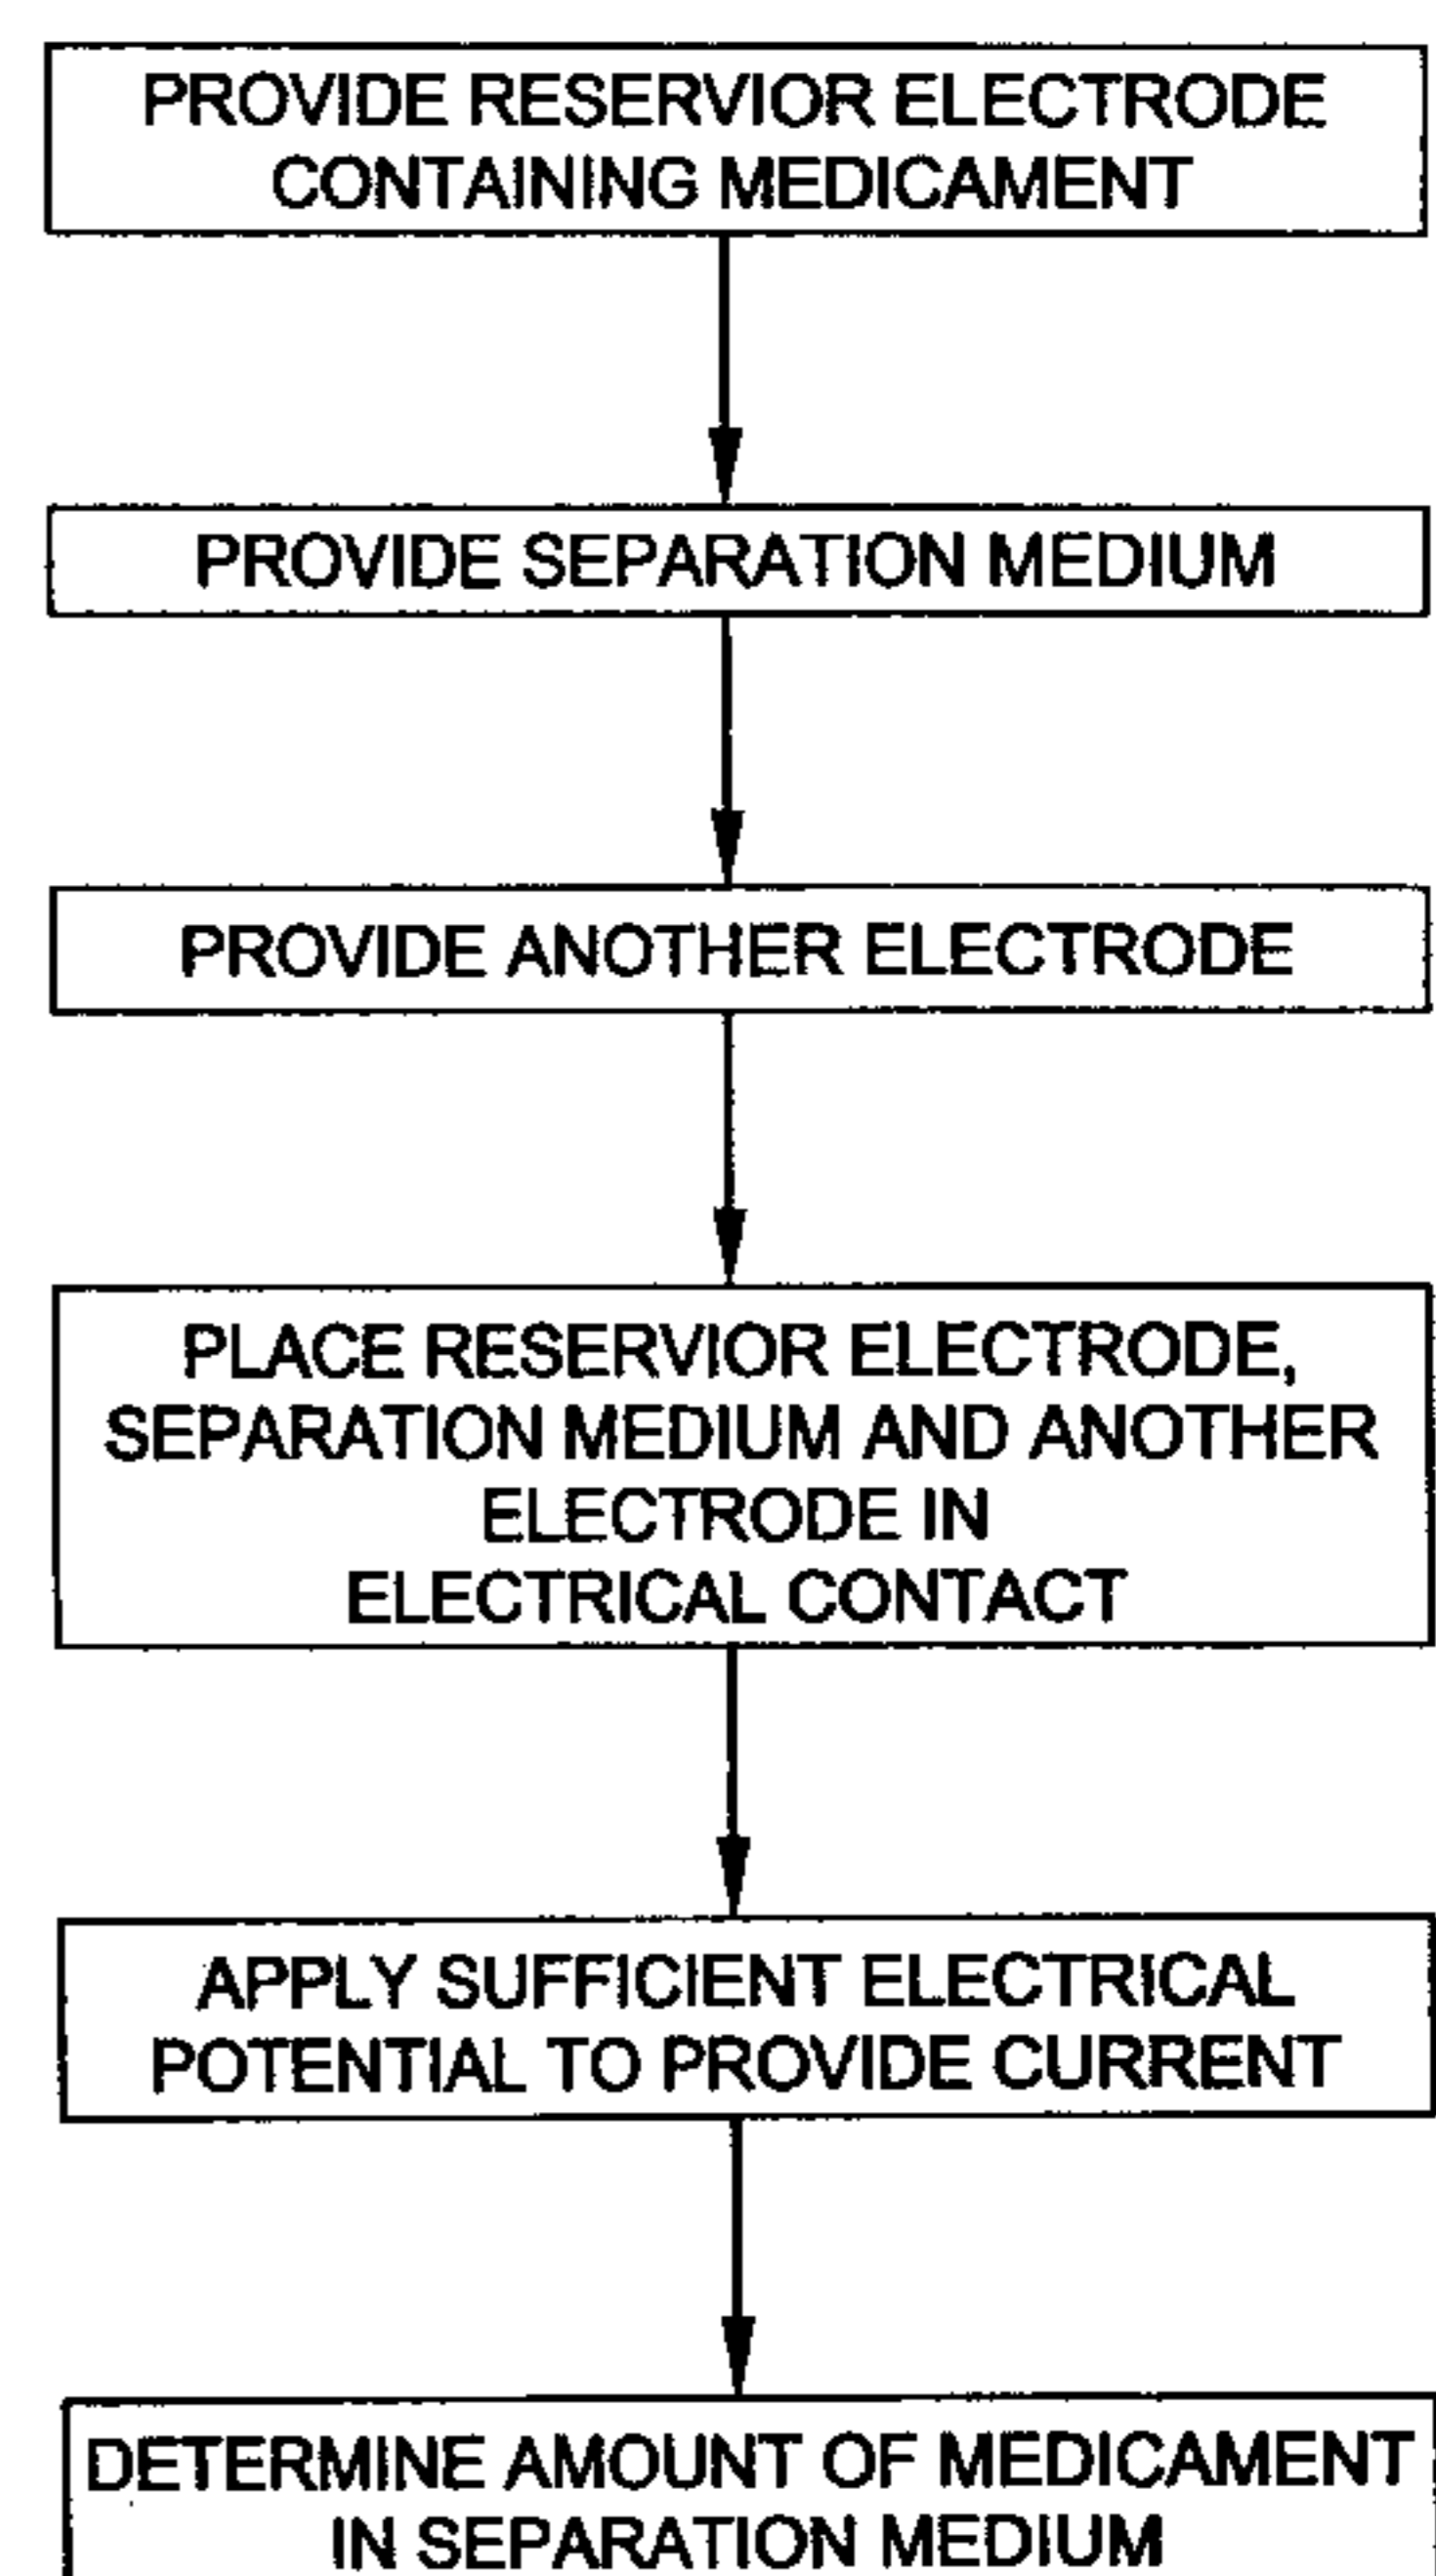 PROVIDE RESERVIOR ELECTRODE
CONTAINING MEDICAMENT
PROVIDE SEPARATION MEDIUM
PROVIDE ANOTHER ELECTRODE
PLACE RESERVIOR ELECTRODE,
SEPARATION MEDIUM AND ANOTHER
ELECTRODE IN
ELECTRICAL CONTACT
APPLY SUFFICIENT ELECTRICAL
POTENTIAL TO PROVIDE CURRENT
DETERMINE AMOUNT OF MEDICAMENT
IN SEPARATION MEDIUM